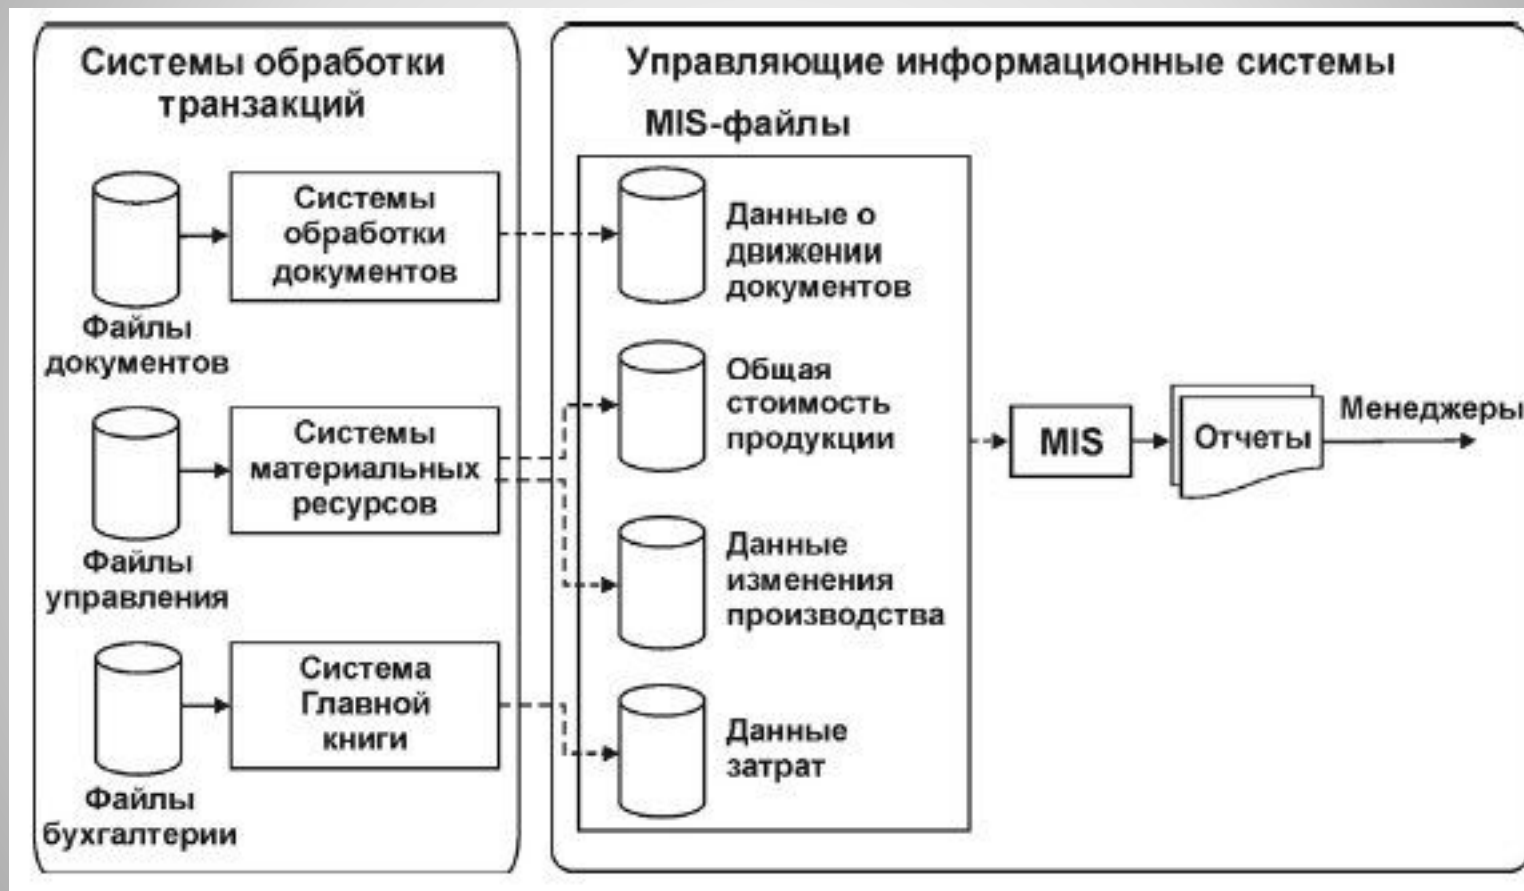 Системы обработки
транзакций
Системы
обработки
документов
Файлы
документов
Системы
материальных
ресурсов
Файлы
управления
Система
Главной
книги
Файлы
бухгалтерии
Управляющие информационные системы
MIS-файлы
Данные о
движении
документов
Общая
стоимость
продукции
Данные
изменения
производства
Данные
затрат
MIS
Отчеты
Менеджеры